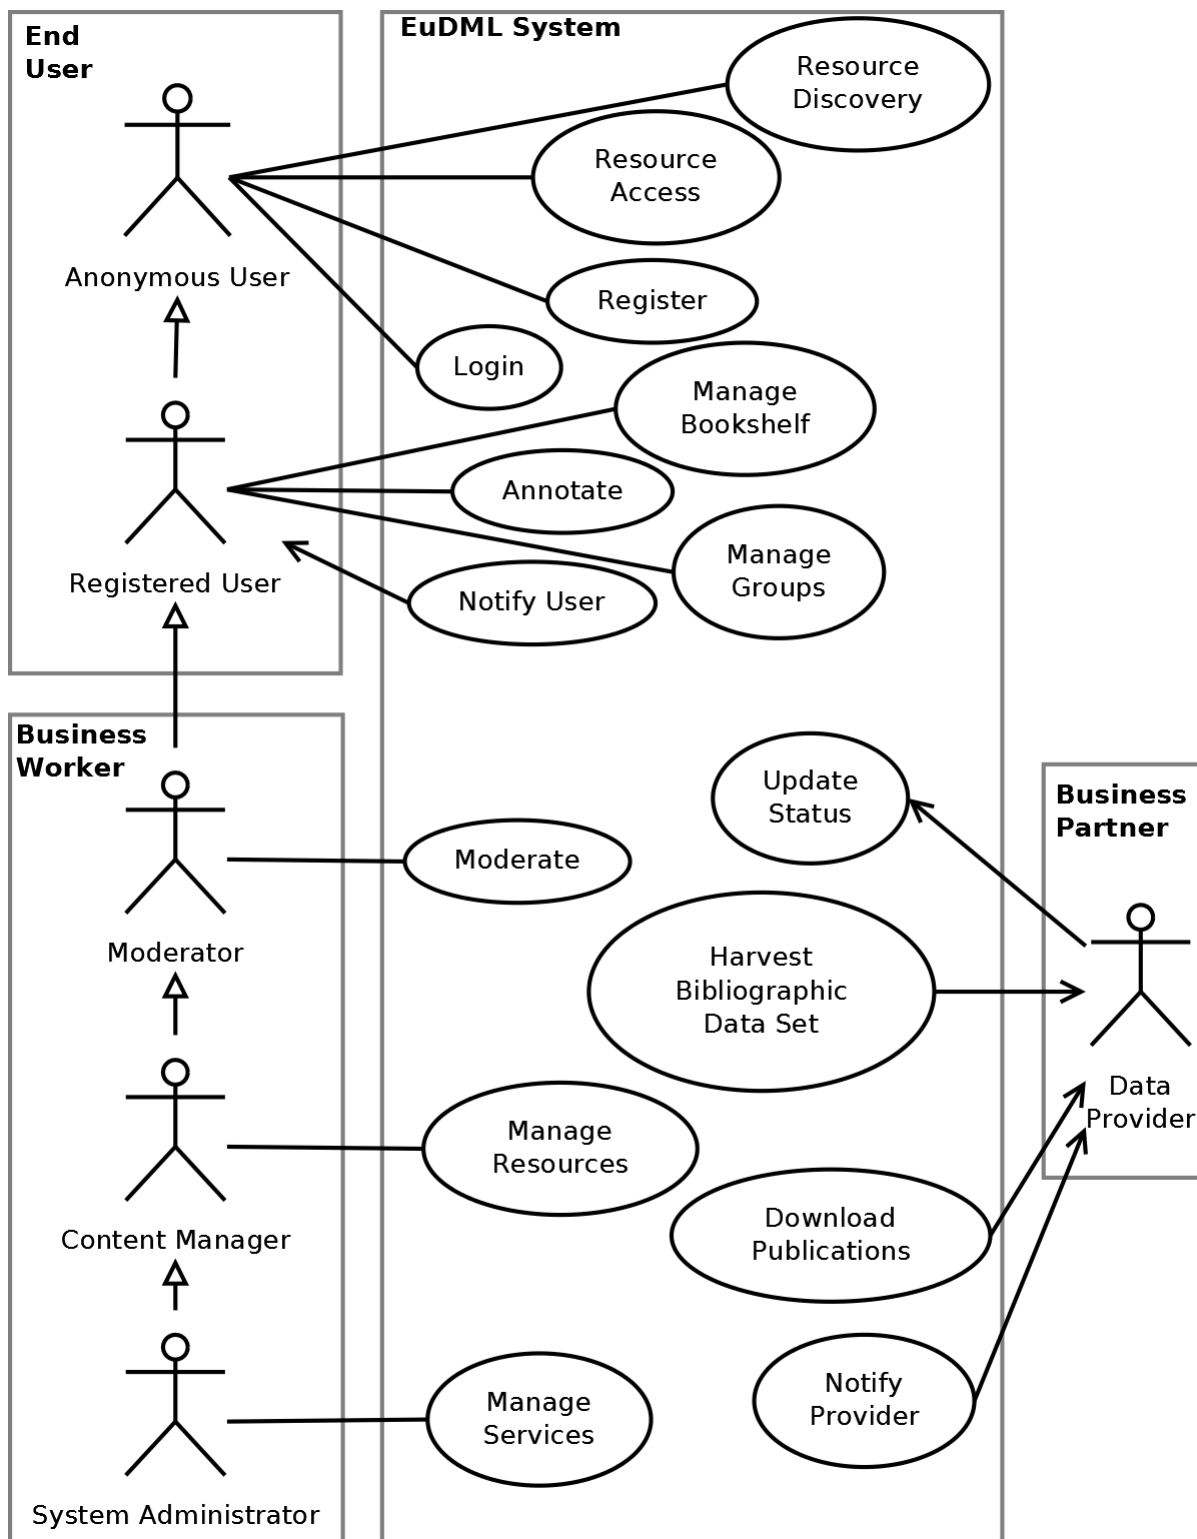 End
User
EuDML System
Resource
Discovery
Resource
Access
Anonymous User
Register
Login
Manage
Bookshelf
Annotate
Manage
Groups
Registered User
Notify User
Business
Worker
Update
Status
Business
Partner
Moderate
Moderator
Harvest
Bibliographic
Data Set
Data
Provider
Manage
Resources
Content Manager
Download
Publications
Notify
Provider
Manage
Services
System Administrator